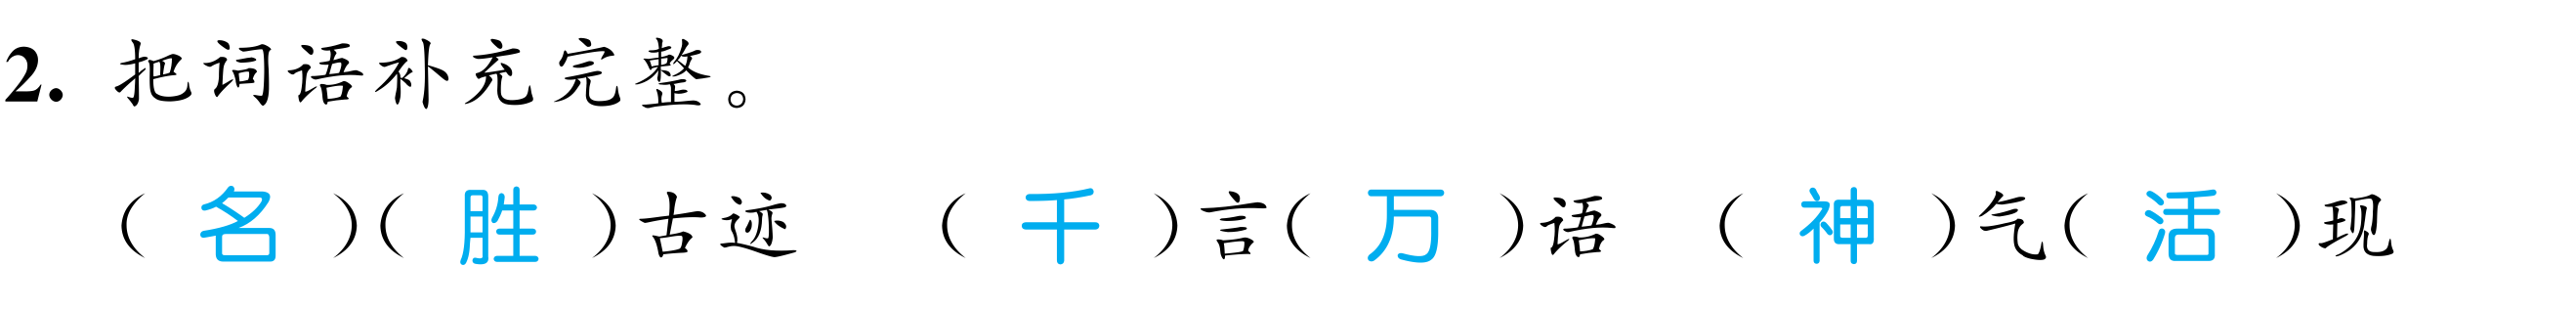 2. 把词语补充完整。
( 名 )( 胜 )古迹 ( 千 )言( 万 )语 ( 神 )气( 活 )现